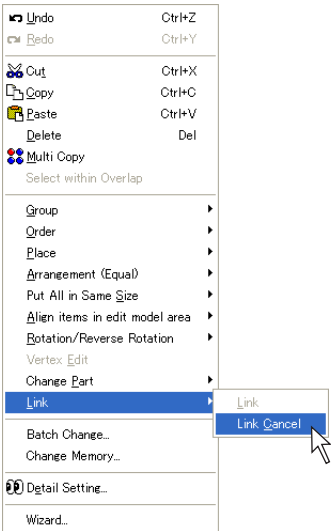 Undo Ctrl+Z
Redo Ctrl+Y
Cut Ctrl+X
Copy Ctrl+C
Paste Ctrl+V
Delete Del
Multi Copy
Select within Overlap
Group
Order
Place
Arrangement (Equal)
Put All in Same Size
Align items in edit model area
Rotation/Reverse Rotation
Vertex Edit
Change Part
Link
Link
Link Cancel
Batch Change...
Change Memory...
Detail Setting...
Wizard...